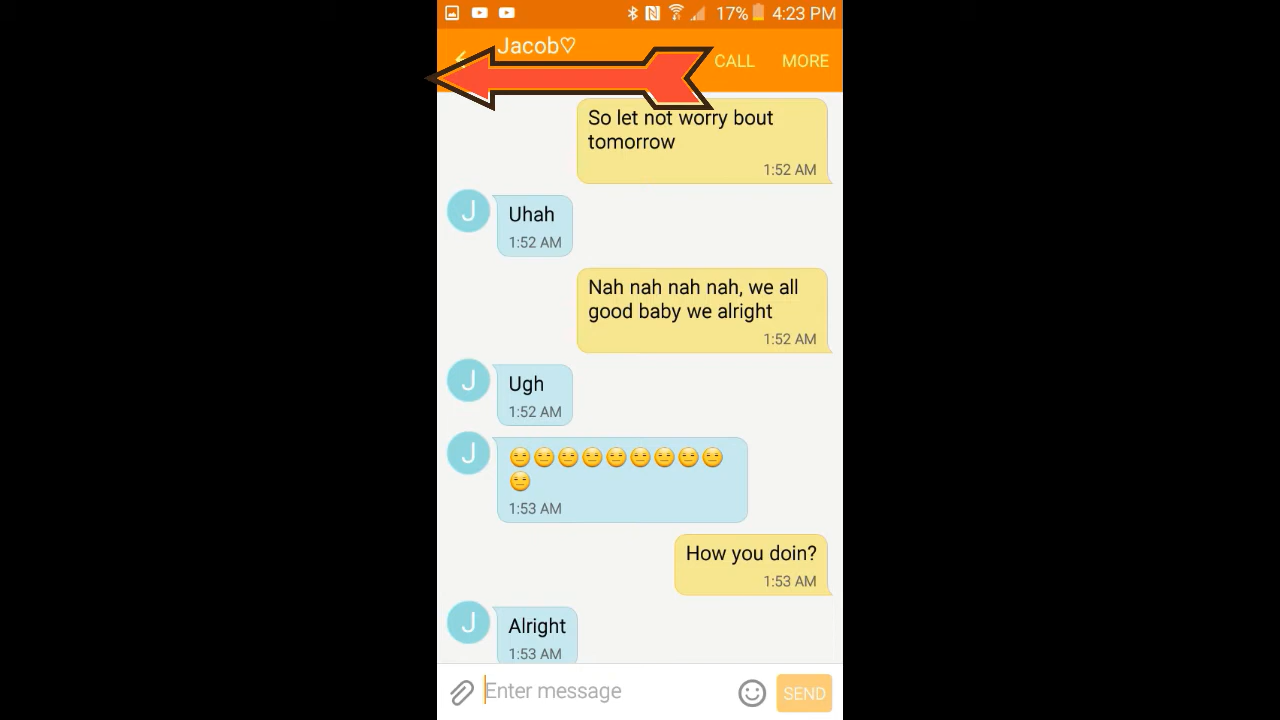 17% 4:23 PM
Jacob♡
CALL MORE
So let not worry bout
tomorrow
1:52 AM
J
Uhah
1:52 AM
Nah nah nah nah, we all
good baby we alright
1:52 AM
J
Ugh
1:52 AM
J
😒😒😒😒😒😒😒😒😒
😒
1:53 AM
How you doin?
1:53 AM
J
Alright
1:53 AM
Enter message
SEND